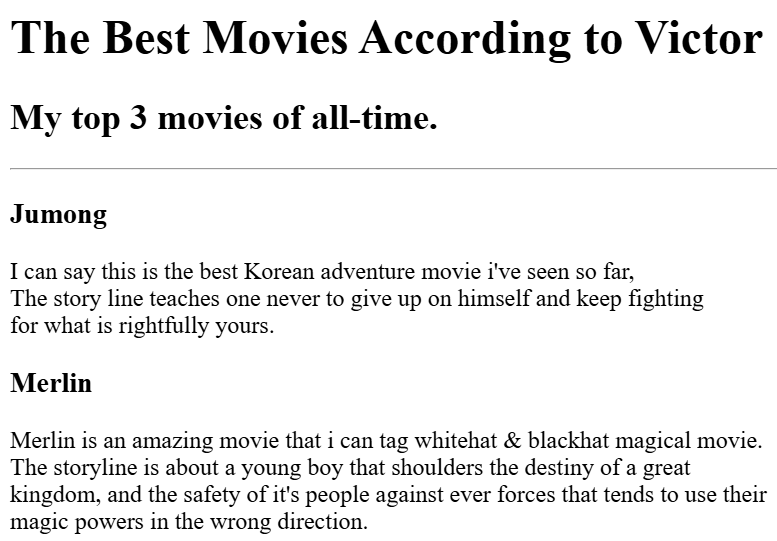 The Best Movies According to Victor
My top 3 movies of all-time.
Jumong
I can say this is the best Korean adventure movie i've seen so far,
The story line teaches one never to give up on himself and keep fighting
for what is rightfully yours.
Merlin
Merlin is an amazing movie that i can tag whitehat & blackhat magical movie.
The storyline is about a young boy that shoulders the destiny of a great
kingdom, and the safety of it's people against ever forces that tends to use their
magic powers in the wrong direction.